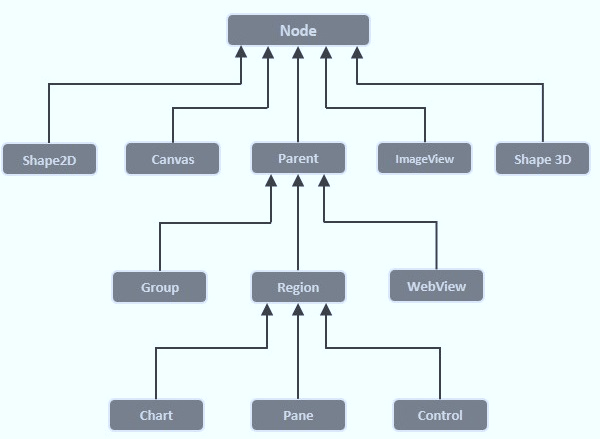 Node
Shape2D
Canvas
Parent
ImageView
Shape 3D
Group
Region
WebView
Chart
Pane
Control